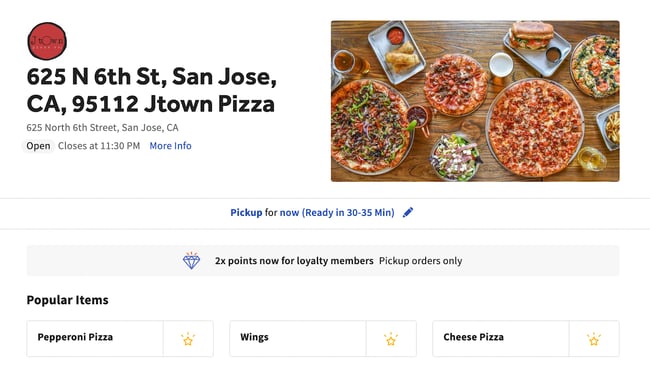 Jtown
625 N 6th St, San Jose,
CA, 95112 Jtown Pizza
625 North 6th Street, San Jose, CA
Open Closes at 11:30 PM More Info
Pickup for now (Ready in 30-35 Min)
2x points now for loyalty members Pickup orders only
Popular Items
Pepperoni Pizza
Wings
Cheese Pizza